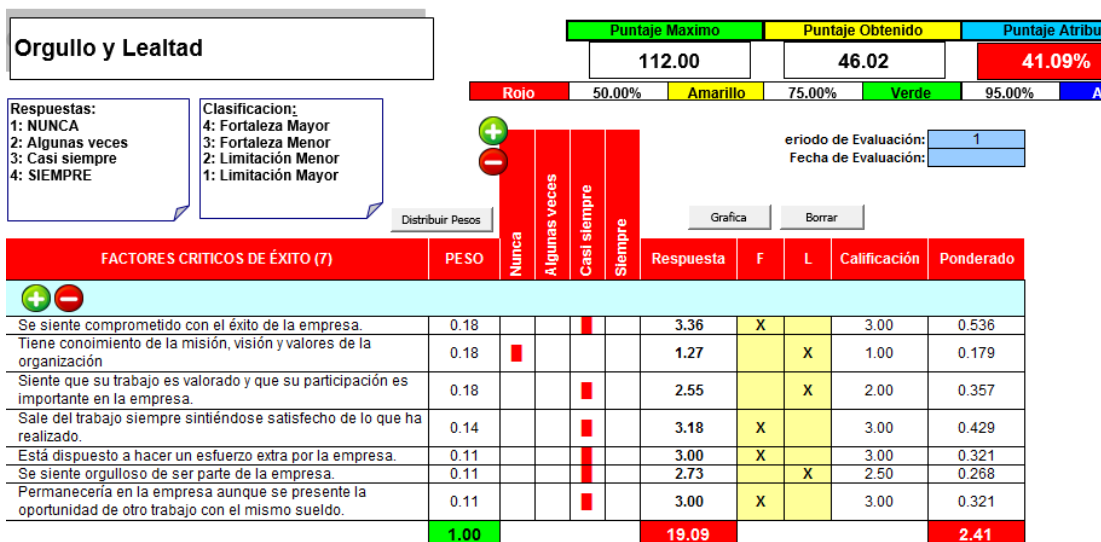 Orgullo y Lealtad
Puntaje Maximo Puntaje Obtenido Puntaje Atribu
112.00 46.02 41.09%
Rojo 50.00% Amarillo 75.00% Verde 95.00% A
Respuestas:
1: NUNCA
2: Algunas veces
3: Casi siempre
4: SIEMPRE
Clasificacion:
4: Fortaleza Mayor
3: Fortaleza Menor
2: Limitación Menor
1: Limitación Mayor
eriodo de Evaluación: 1
Fecha de Evaluación:
Distribuir Pesos Grafica Borrar
FACTORES CRITICOS DE ÉXITO (7) PESO Nunca Algunas veces Casi siempre Siempre Respuesta F L Calificación Ponderado
Se siente comprometido con el éxito de la empresa. 0.18 3.36 X 3.00 0.536
Tiene conoimiento de la misión, visión y valores de la
organización 0.18 1.27 X 1.00 0.179
Siente que su trabajo es valorado y que su participación es
importante en la empresa. 0.18 2.55 X 2.00 0.357
Sale del trabajo siempre sintiéndose satisfecho de lo que ha
realizado. 0.14 3.18 X 3.00 0.429
Está dispuesto a hacer un esfuerzo extra por la empresa. 0.11 3.00 X 3.00 0.321
Se siente orgulloso de ser parte de la empresa. 0.11 2.73 X 2.50 0.268
Permanecería en la empresa aunque se presente la
oportunidad de otro trabajo con el mismo sueldo. 0.11 3.00 X 3.00 0.321
1.00 19.09 2.41